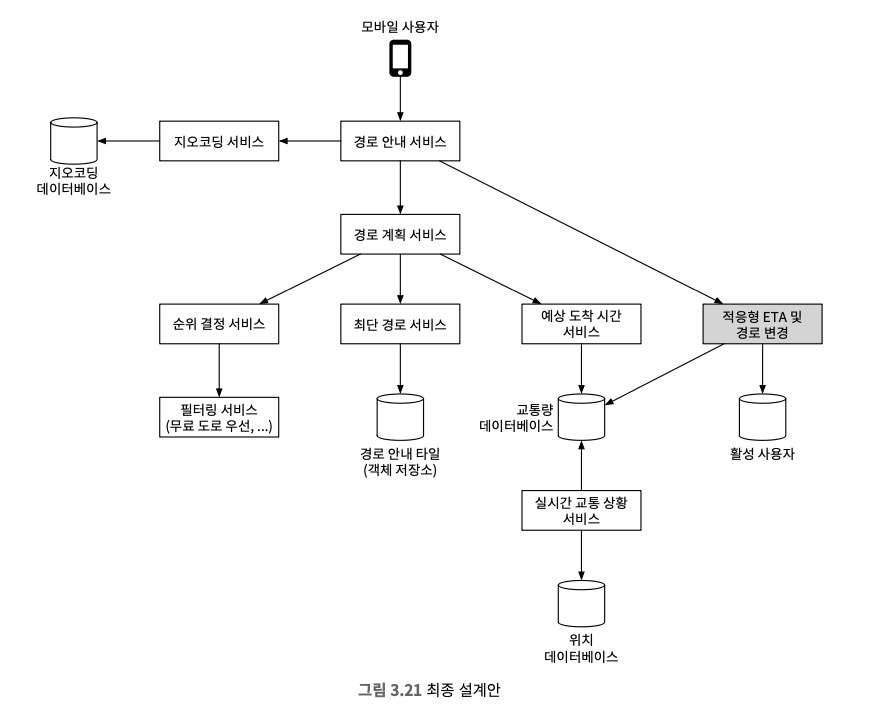 모바일 사용자
지오코딩 서비스
경로 안내 서비스
지오코딩
데이터베이스
경로 계획 서비스
순위 결정 서비스
최단 경로 서비스
예상 도착 시간
서비스
적응형 ETA 및
경로 변경
필터링 서비스
(무료 도로 우선, ...)
경로 안내 타일
(객체 저장소)
교통량
데이터베이스
활성 사용자
실시간 교통 상황
서비스
위치
데이터베이스
그림 3.21 최종 설계안